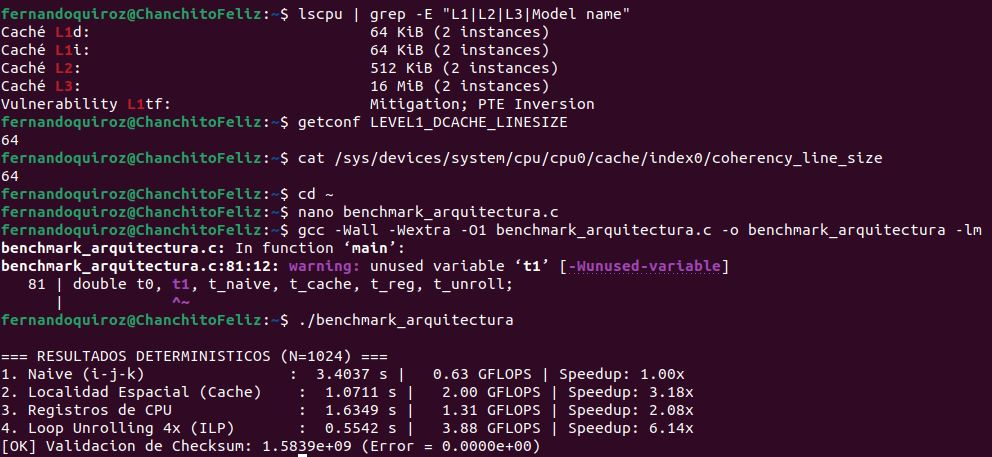 fernandoquiroz@ChanchitoFeliz:~$ lscpu | grep -E "L1|L2|L3|Model name"
Caché L1d:                               64 KiB (2 instances)
Caché L1i:                               64 KiB (2 instances)
Caché L2:                                512 KiB (2 instances)
Caché L3:                                16 MiB (2 instances)
Vulnerability L1tf:                      Mitigation; PTE Inversion
fernandoquiroz@ChanchitoFeliz:~$ getconf LEVEL1_DCACHE_LINESIZE
64
fernandoquiroz@ChanchitoFeliz:~$ cat /sys/devices/system/cpu/cpu0/cache/index0/coherency_line_size
64
fernandoquiroz@ChanchitoFeliz:~$ cd ~
fernandoquiroz@ChanchitoFeliz:~$ nano benchmark_arquitectura.c
fernandoquiroz@ChanchitoFeliz:~$ gcc -Wall -Wextra -O1 benchmark_arquitectura.c -o benchmark_arquitectura -lm
benchmark_arquitectura.c: In function ‘main’:
benchmark_arquitectura.c:81:12: warning: unused variable ‘t1’ [-Wunused-variable]
   81 | double t0, t1, t_naive, t_cache, t_reg, t_unroll;
      |            ^~
fernandoquiroz@ChanchitoFeliz:~$ ./benchmark_arquitectura

=== RESULTADOS DETERMINISTICOS (N=1024) ===
1. Naive (i-j-k)                :  3.4037 s |   0.63 GFLOPS | Speedup: 1.00x
2. Localidad Espacial (Cache)    :  1.0711 s |   2.00 GFLOPS | Speedup: 3.18x
3. Registros de CPU              :  1.6349 s |   1.31 GFLOPS | Speedup: 2.08x
4. Loop Unrolling 4x (ILP)       :  0.5542 s |   3.88 GFLOPS | Speedup: 6.14x
[OK] Validacion de Checksum: 1.5839e+09 (Error = 0.0000e+00)